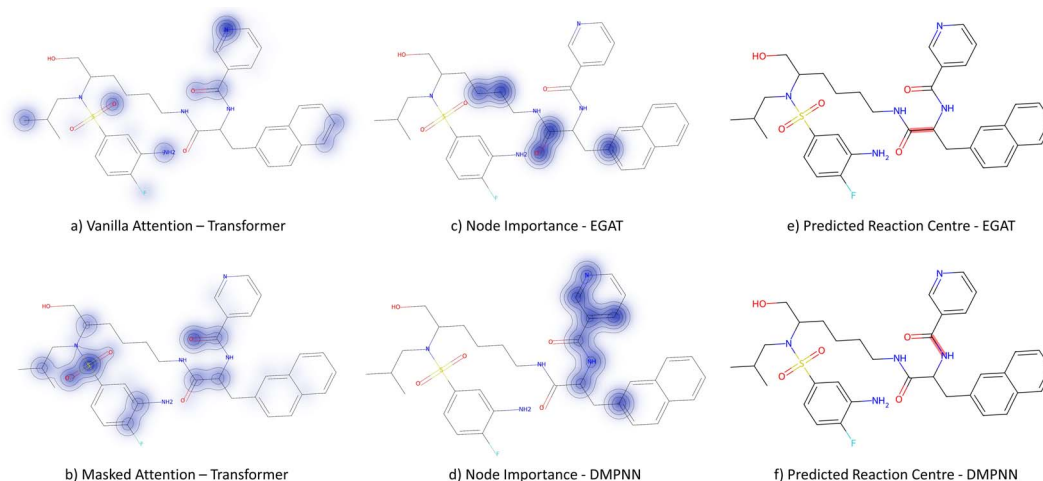 N
HO
O
N
O
S
O
NH
O
NH
O
NH2
F
a) Vanilla Attention – Transformer
N
HO
O
NH
N
O
NH
S
O
O
NH2
F
c) Node Importance - EGAT
N
HO
O
NH
N
O
NH
S
O
O
NH₂
F
e) Predicted Reaction Centre - EGAT
N
HO
O
N
O
S
O
NH
NH
O
NH2
F
b) Masked Attention – Transformer
N
HO
O
N
O
NH
NH
S
O
O
NH2
F
d) Node Importance - DMPNN
N
HO
O
NH
N
O
NH
S
O
O
NH₂
F
f) Predicted Reaction Centre - DMPNN